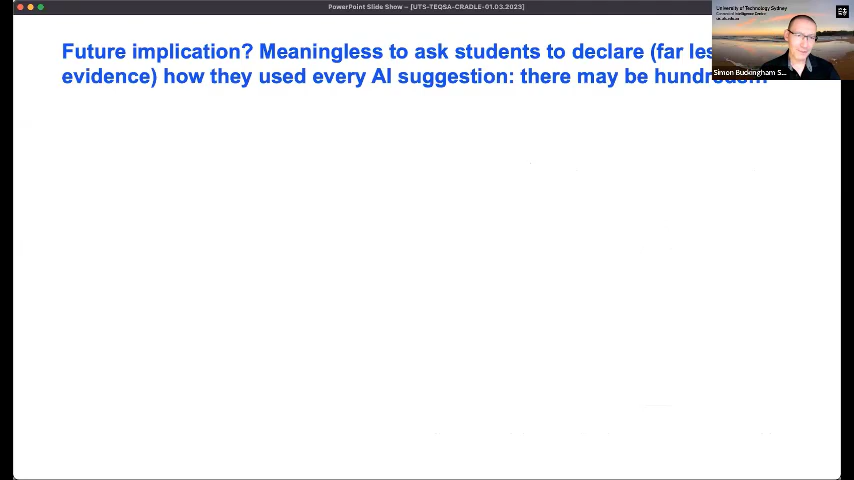 PowerPoint Slide Show – [UTS-TEQSA-CRADLE-01.03.2023]
University of Technology Sydney
Future implication? Meaningless to ask students to declare (far les
evidence) how they used every AI suggestion: there may be hundreds…
Simon Buckingham S...